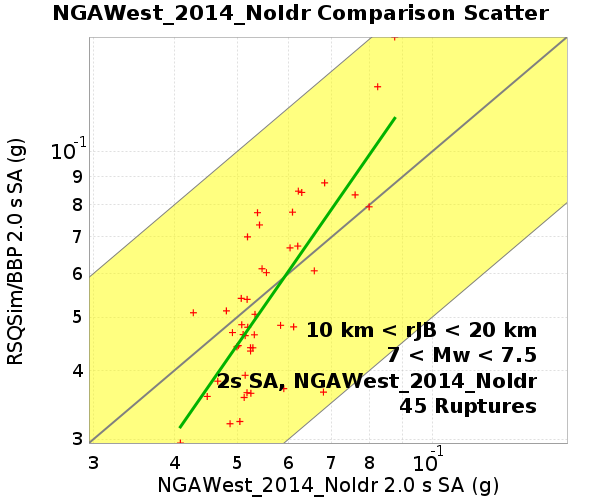 NGAWest_2014_NoIdr Comparison Scatter
RSQSim/BBP 2.0 s SA (g)
10⁻¹
9
8
7
6
5
4
3
10 km < rJB < 20 km
7 < Mw < 7.5
2s SA, NGAWest_2014_NoIdr
45 Ruptures
3 4 5 6 7 8 10⁻¹
NGAWest_2014_NoIdr 2.0 s SA (g)